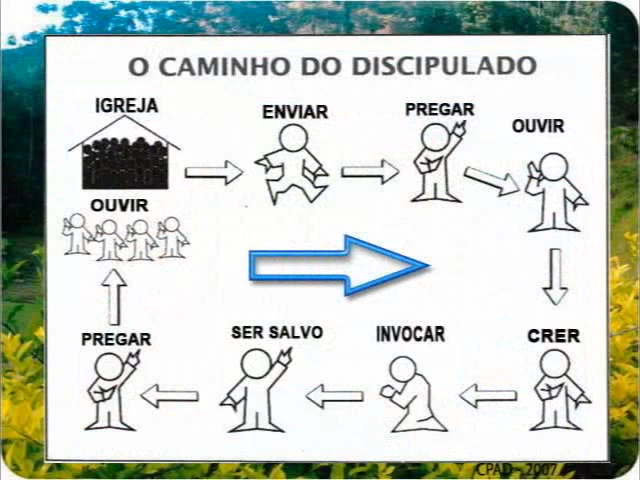 O CAMINHO DO DISCIPULADO
IGREJA
ENVIAR
PREGAR
OUVIR
CRER
INVOCAR
SER SALVO
PREGAR
OUVIR
CPAD - 2007